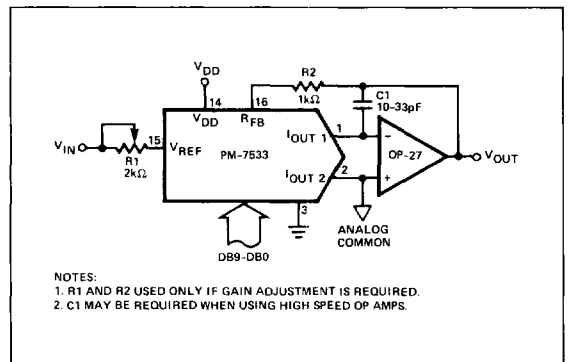 VDD
14
16
R2
1kΩ
C1
10-33pF
VDD
RFB
VIN
15
VREF
PM-7533
IOUT 1
1
−
OP-27
VOUT
R1
2kΩ
IOUT 2
2
+
3
ANALOG
COMMON
DB9-DB0
NOTES:
1. R1 AND R2 USED ONLY IF GAIN ADJUSTMENT IS REQUIRED.
2. C1 MAY BE REQUIRED WHEN USING HIGH SPEED OP AMPS.